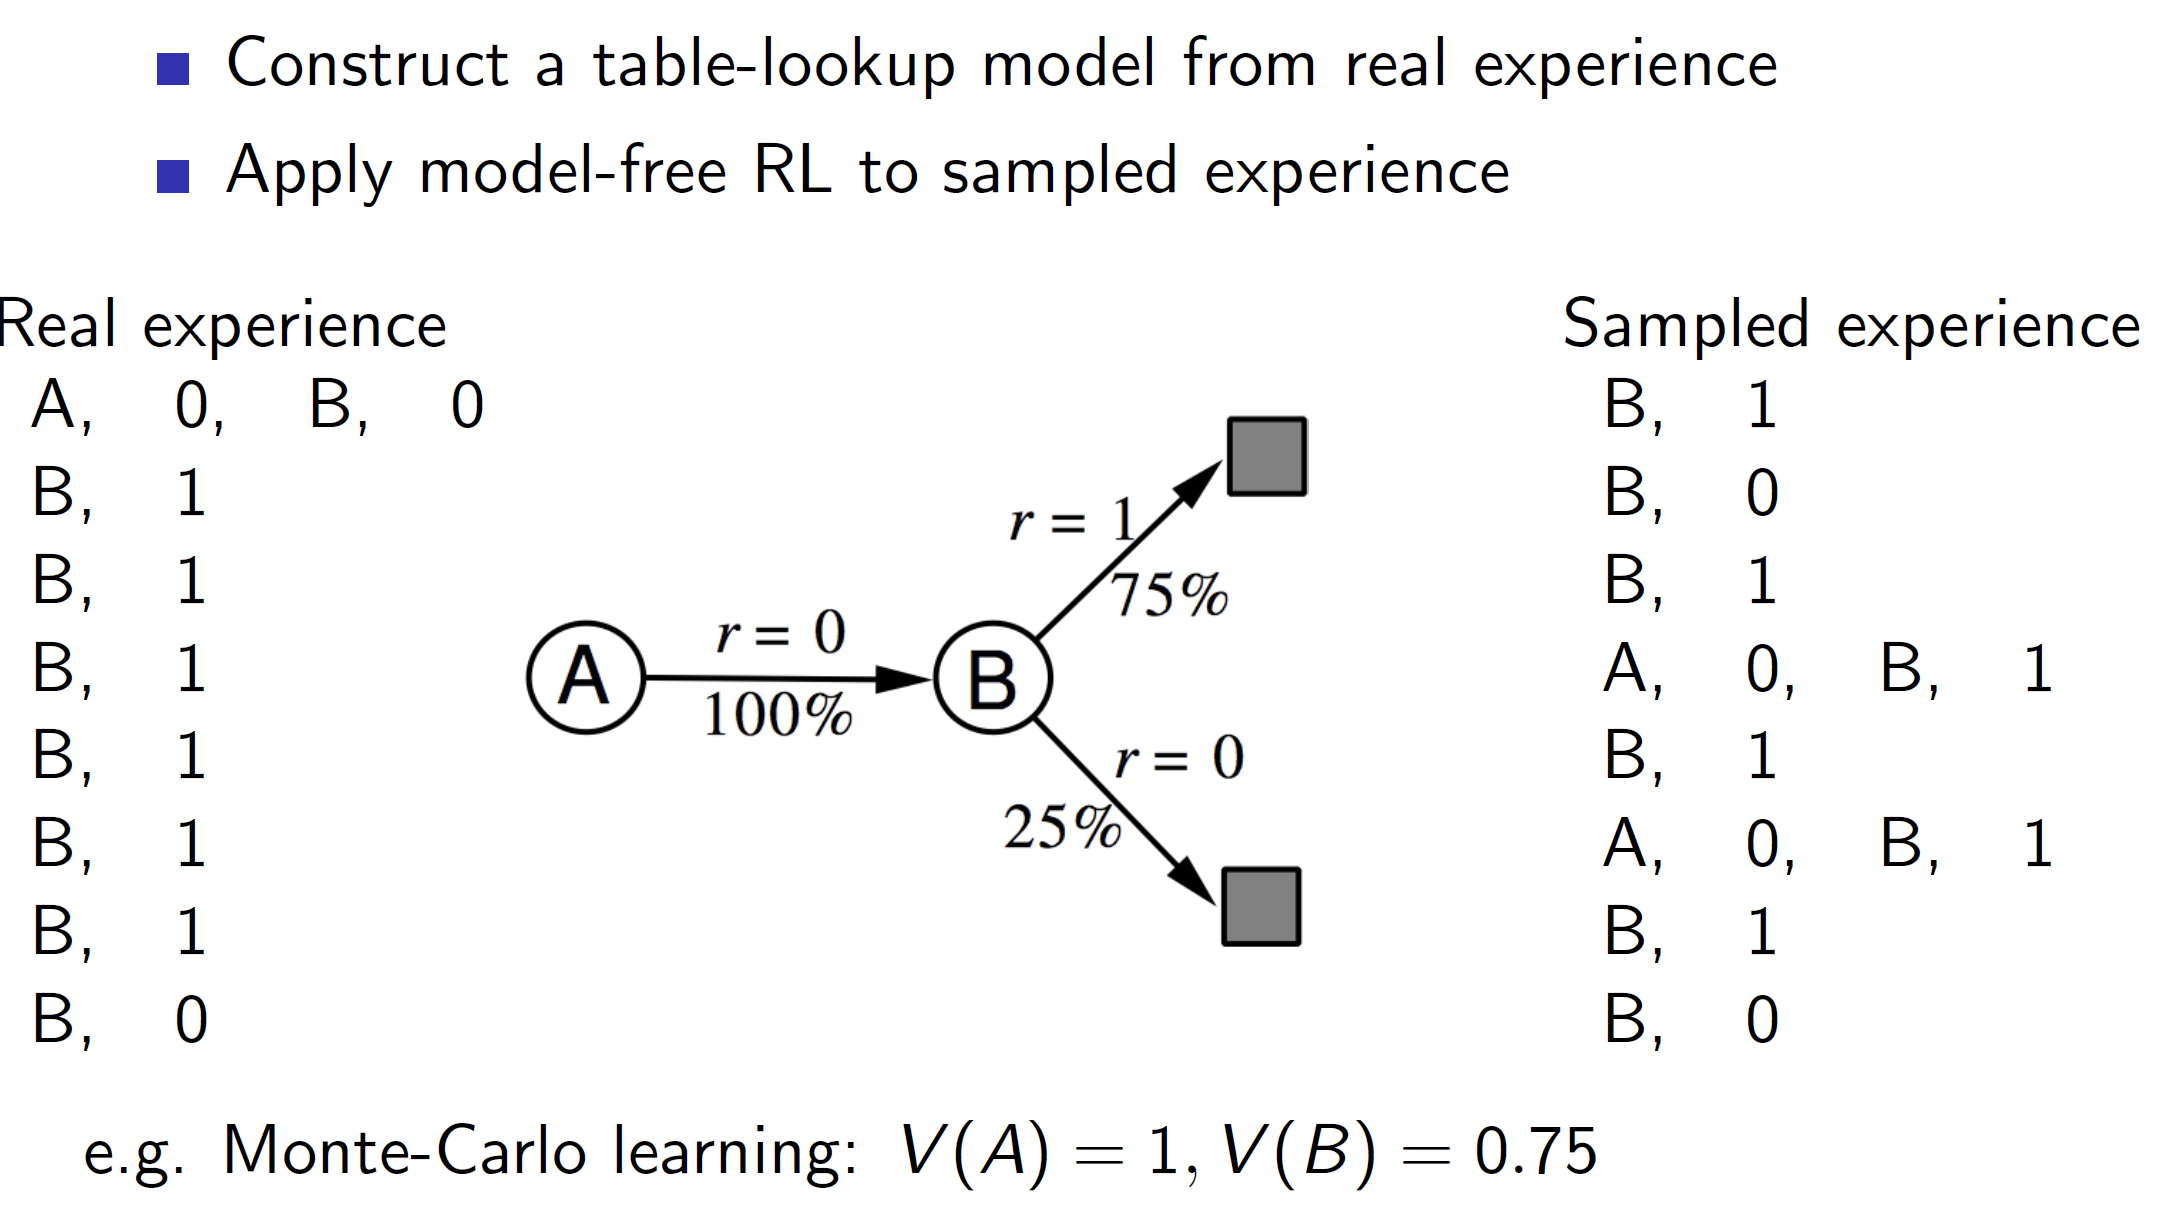 Construct a table-lookup model from real experience
Apply model-free RL to sampled experience
Real experience
A, 0, B, 0
B, 1
B, 1
B, 1
B, 1
B, 1
B, 1
B, 0
r = 0
100%
A
B
r = 1
75%
r = 0
25%
Sampled experience
B, 1
B, 0
B, 1
A, 0, B, 1
B, 1
A, 0, B, 1
B, 1
B, 0
e.g. Monte-Carlo learning: V(A) = 1, V(B) = 0.75